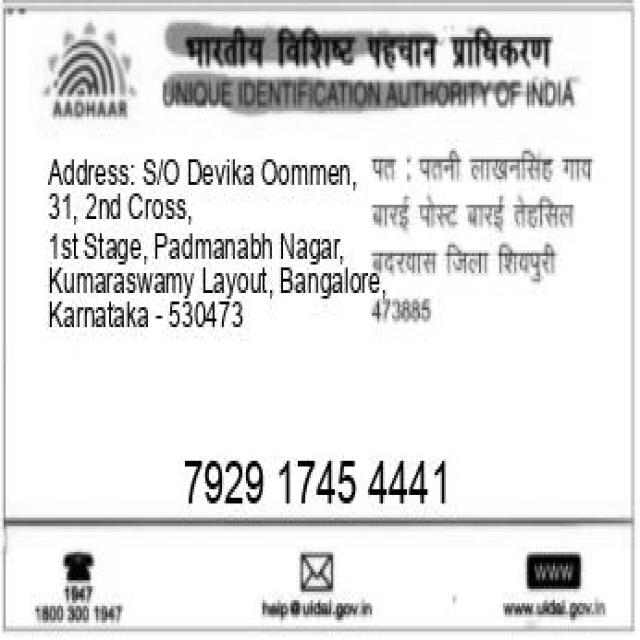 भारतीय विशिष्ट पहचान प्राधिकरण
AADHAAR
UNIQUE IDENTIFICATION AUTHORITY OF INDIA
Address: S/O Devika Oommen,
31, 2nd Cross,
1st Stage, Padmanabh Nagar,
Kumaraswamy Layout, Bangalore,
Karnataka - 530473
पत : पतनी लाखनसिंह गाय
बारई पोस्ट बारई तेहसिल
बदरवास जिला शिवपुरी
473885
7929 1745 4441
1947
1800 300 1947
help@uidai.gov.in
WWW
www.uidai.gov.in